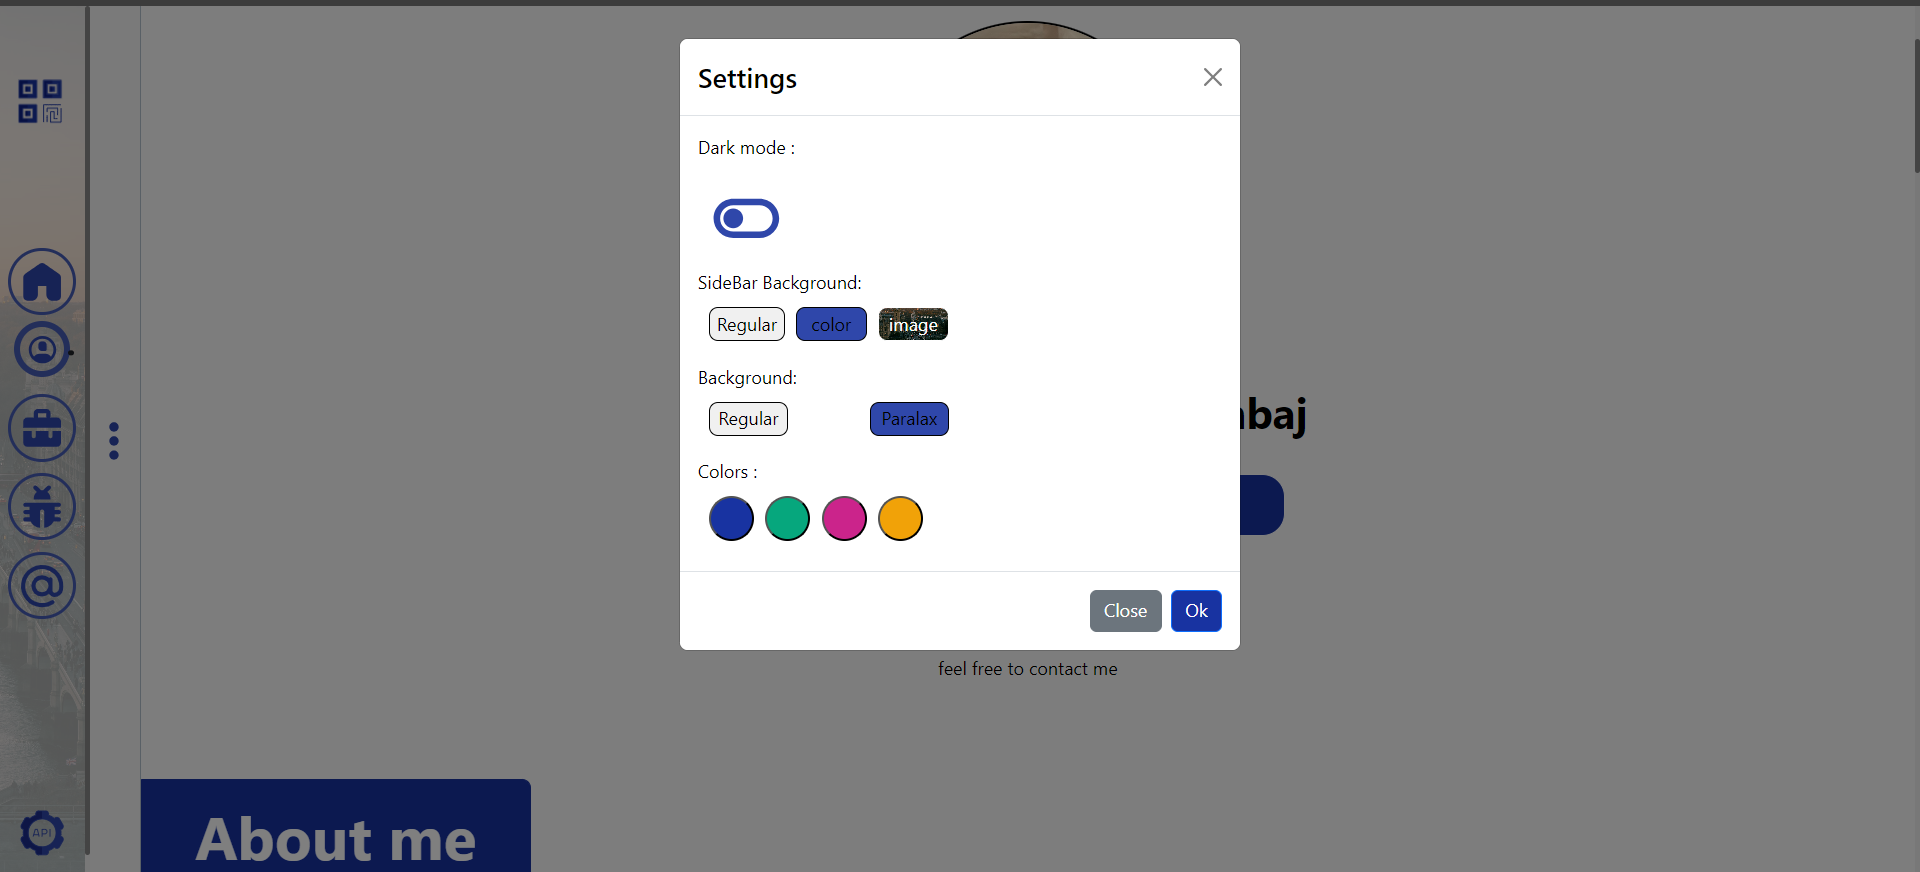 Settings
Dark mode :
SideBar Background:
Regular color image
Background:
Regular Paralax
Colors :
Close Ok
feel free to contact me
About me
API